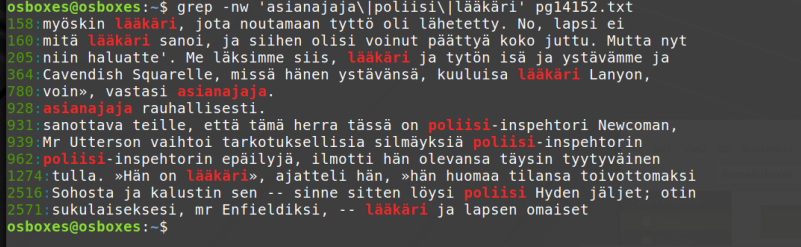 osboxes@osboxes:~$ grep -nw 'asianajaja\|poliisi\|lääkäri' pg14152.txt
158:myöskin lääkäri, jota noutamaan tyttö oli lähetetty. No, lapsi ei
160:mitä lääkäri sanoi, ja siihen olisi voinut päättyä koko juttu. Mutta nyt
205:niin haluatte'. Me läksimme siis, lääkäri ja tytön isä ja ystävämme ja
364:Cavendish Squarelle, missä hänen ystävänsä, kuuluisa lääkäri Lanyon,
780:voin», vastasi asianajaja.
928:asianajaja rauhallisesti.
931:sanottava teille, että tämä herra tässä on poliisi-inspehtori Newcoman,
939:Mr Utterson vaihtoi tarkotuksellisia silmäyksiä poliisi-inspehtorin
962:poliisi-inspehtorin epäilyjä, ilmotti hän olevansa täysin tyytyväinen
1274:tulla. »Hän on lääkäri», ajatteli hän, »hän huomaa tilansa toivottomaksi
2516:Sohosta ja kalustin sen -- sinne sitten löysi poliisi Hyden jäljet; otin
2571:sukulaiseksesi, mr Enfieldiksi, -- lääkäri ja lapsen omaiset
osboxes@osboxes:~$